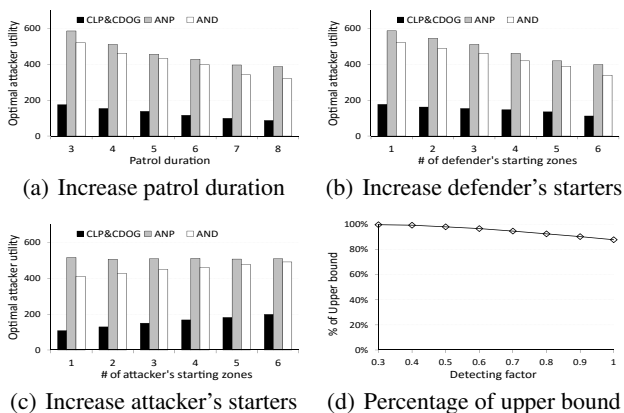 CLP&CDOG ANP AND
Optimal attacker utility
600
400
200
0
3 4 5 6 7 8
Patrol duration
(a) Increase patrol duration
CLP&CDOG ANP AND
Optimal attacker utility
600
400
200
0
1 2 3 4 5 6
# of defender's starting zones
(b) Increase defender's starters
CLP&CDOG ANP AND
Optimal attacker utility
600
400
200
0
1 2 3 4 5 6
# of attacker's starting zones
(c) Increase attacker's starters
% of Upper bound
100%
80%
60%
40%
20%
0%
0.3 0.4 0.5 0.6 0.7 0.8 0.9 1
Detecting factor
(d) Percentage of upper bound